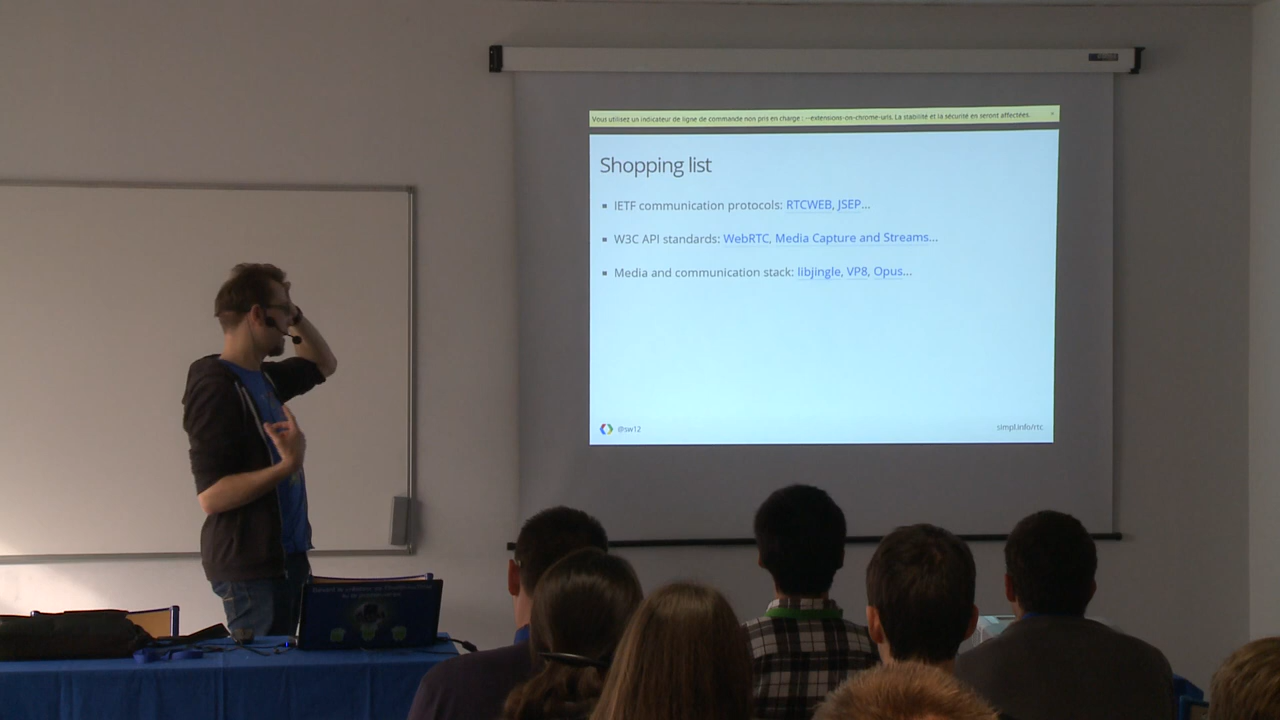 Vous utilisez un indicateur de ligne de commande non pris en charge : --extensions-on-chrome-urls. La stabilité et la sécurité en seront affectées.
Shopping list
IETF communication protocols: RTCWEB, JSEP...
W3C API standards: WebRTC, Media Capture and Streams...
Media and communication stack: libjingle, VP8, Opus...
@sw12
simpl.info/rtc